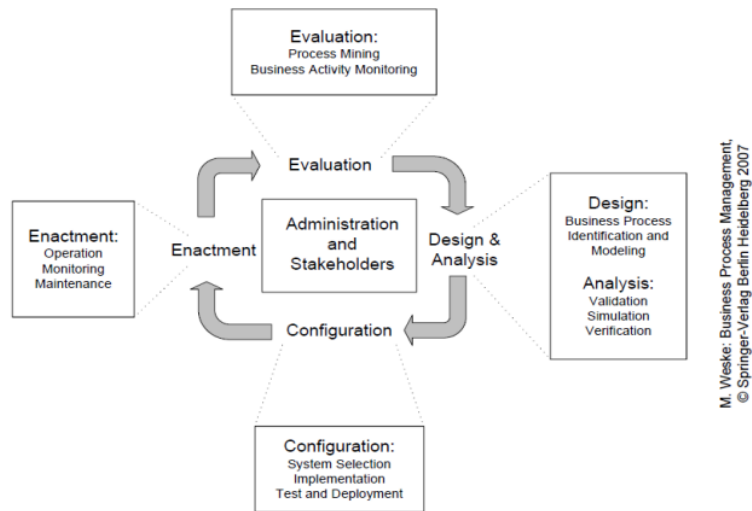 Evaluation:
Process Mining
Business Activity Monitoring
Evaluation
Enactment:
Operation
Monitoring
Maintenance
Enactment
Administration
and
Stakeholders
Design &
Analysis
Design:
Business Process
Identification and
Modeling
Analysis:
Validation
Simulation
Verification
Configuration
Configuration:
System Selection
Implementation
Test and Deployment
M. Weske: Business Process Management,
© Springer-Verlag Berlin Heidelberg 2007